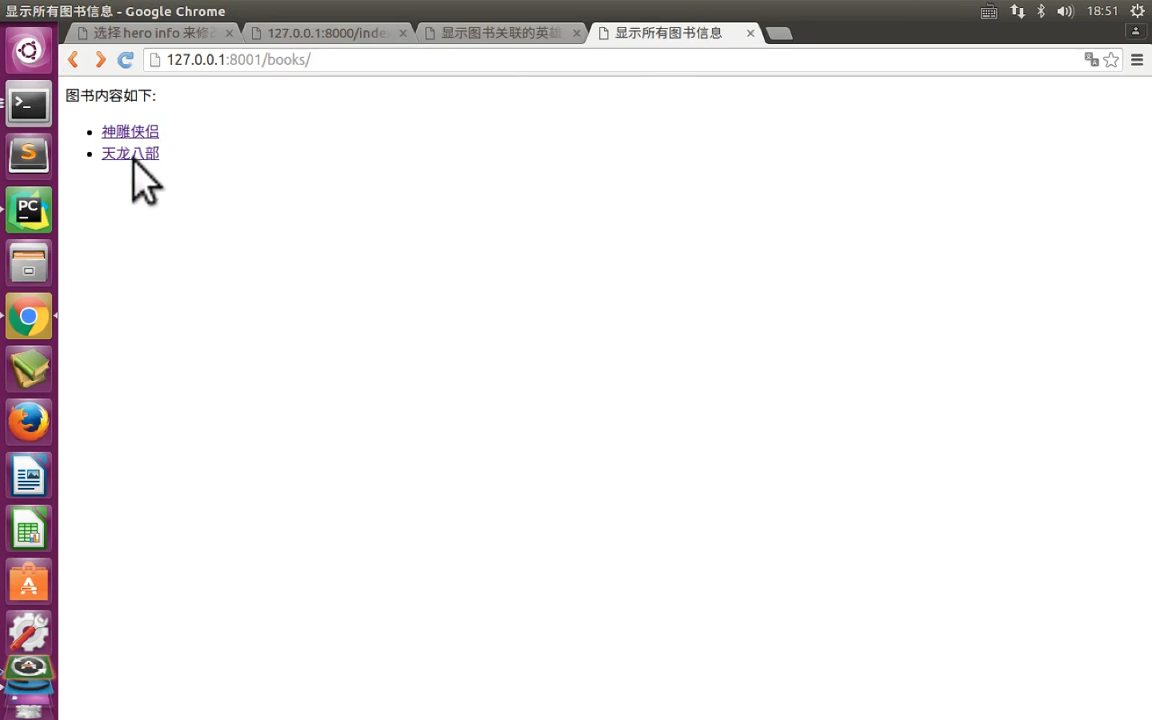 显示所有图书信息 - Google Chrome
18:51
选择 hero info 来修改
127.0.0.1:8000/inde
显示图书关联的英雄
显示所有图书信息
127.0.0.1:8001/books/
图书内容如下:
神雕侠侣
天龙八部